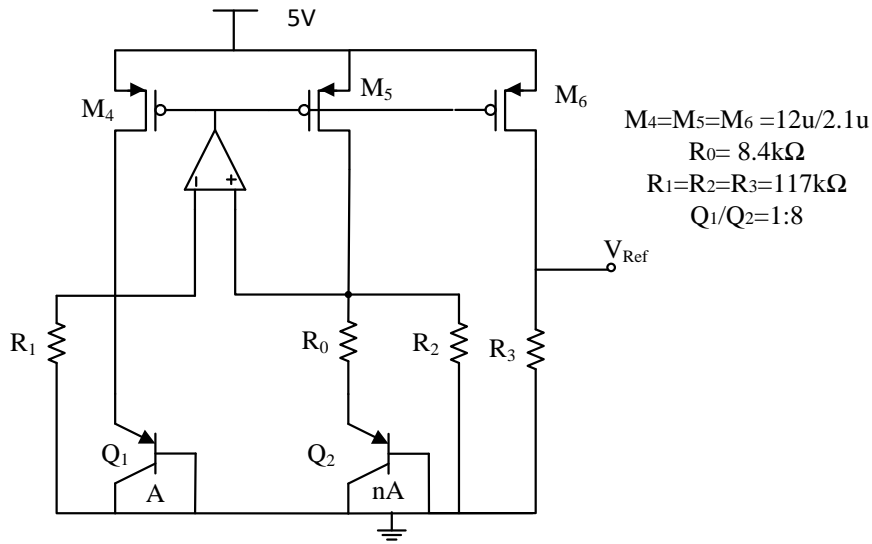 5V
M₄
M₅
M₆
M₄=M₅=M₆ =12u/2.1u
R₀= 8.4kΩ
R₁=R₂=R₃=117kΩ
Q₁/Q₂=1:8
- +
V_Ref
R₁
R₀
R₂
R₃
Q₁
Q₂
A
nA